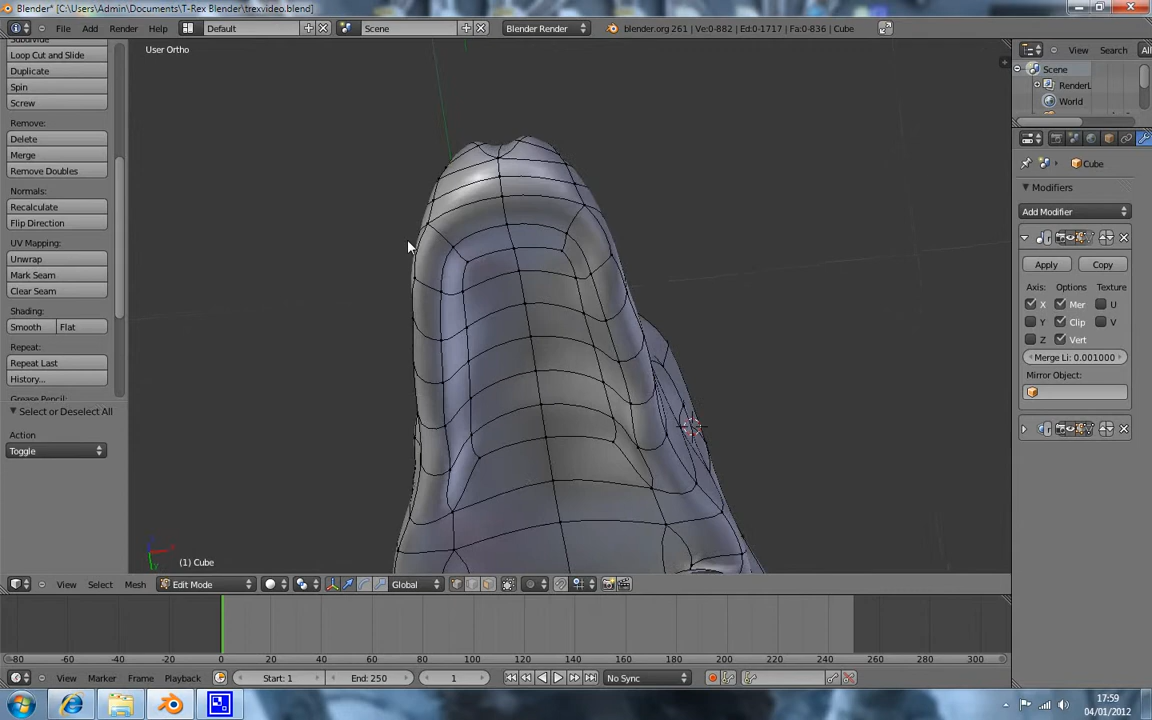 Blender* [C:\Users\Admin\Documents\T-Rex Blender\trexvideo.blend]
File Add Render Help Default Scene Blender Render blender.org 261 | Ve:0-882 | Ed:0-1717 | Fa:0-836 | Cube
Subdivide
Loop Cut and Slide
Duplicate
Spin
Screw
Remove:
Delete
Merge
Remove Doubles
Normals:
Recalculate
Flip Direction
UV Mapping:
Unwrap
Mark Seam
Clear Seam
Shading:
Smooth Flat
Repeat:
Repeat Last
History...
Grease Pencil:
Select or Deselect All
Action
Toggle
User Ortho
(1) Cube
View Search All
Scene
RenderL
World
Cube
Modifiers
Add Modifier
Apply Copy
Axis: Options Texture
X Mer U
Y Clip V
Z Vert
Merge Li: 0.001000
Mirror Object:
View Select Mesh Edit Mode Global
-80 -60 -40 -20 0 20 40 60 80 100 120 140 160 180 200 220 240 260 280 300
View Marker Frame Playback Start: 1 End: 250 1 No Sync
17:59
04/01/2012